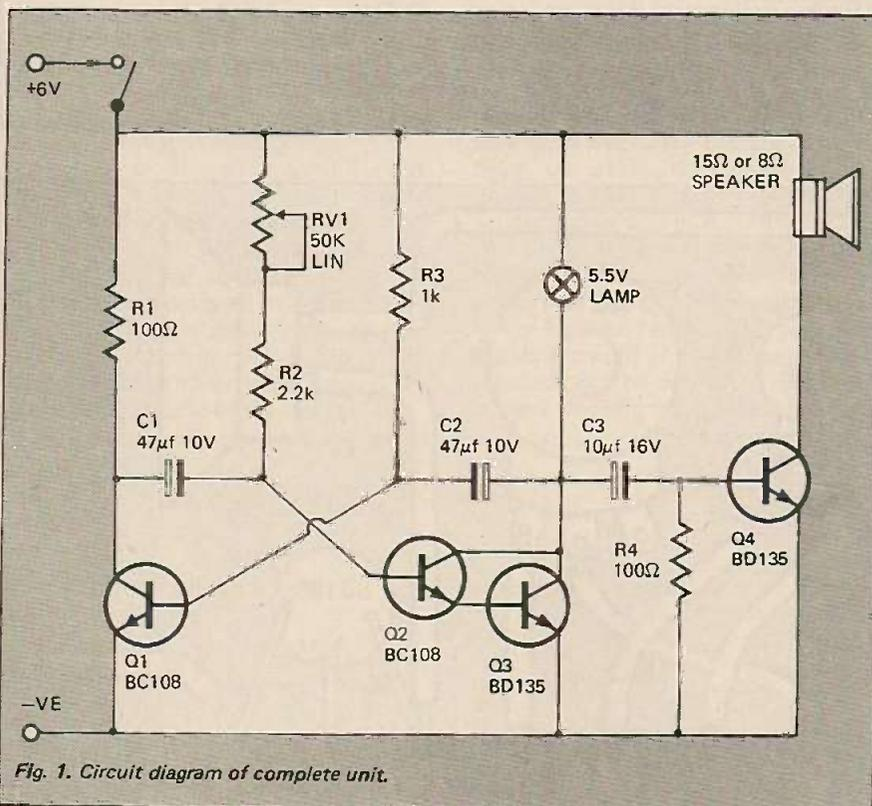 +6V
R1
100Ω
RV1
50K
LIN
R2
2.2k
R3
1k
5.5V
LAMP
15Ω or 8Ω
SPEAKER
C1
47μf 10V
C2
47μf 10V
C3
10μf 16V
R4
100Ω
Q4
BD135
Q1
BC108
Q2
BC108
Q3
BD135
–VE
Fig. 1. Circuit diagram of complete unit.